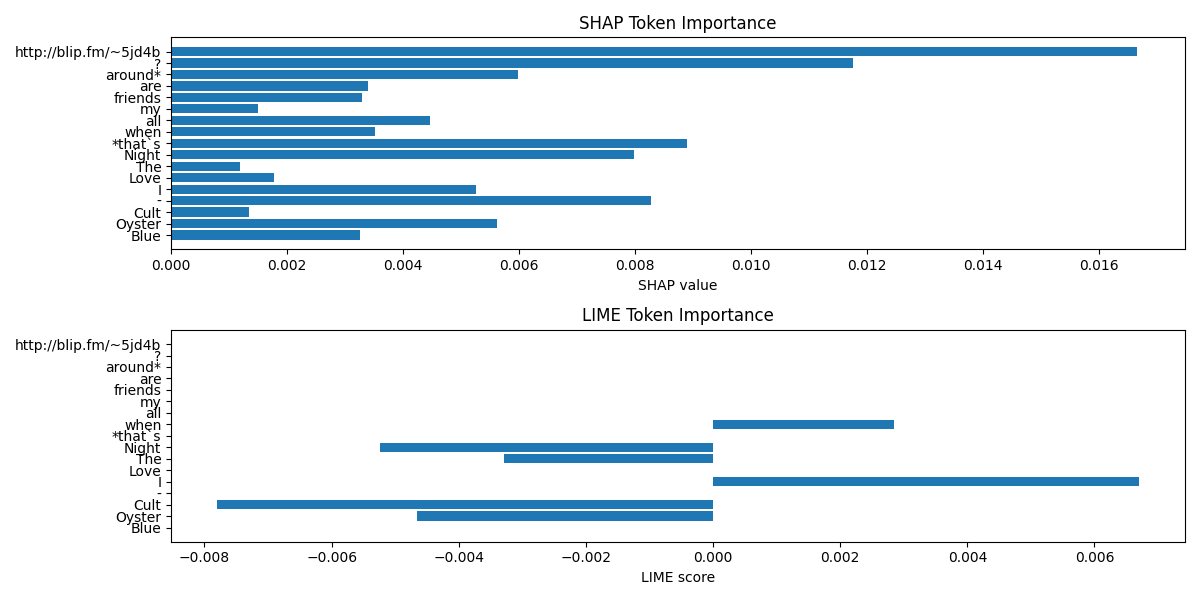 SHAP Token Importance
http://blip.fm/~5jd4b
?
around*
are
friends
my
all
when
*that`s
Night
The
Love
I
-
Cult
Oyster
Blue
0.000 0.002 0.004 0.006 0.008 0.010 0.012 0.014 0.016
SHAP value
LIME Token Importance
http://blip.fm/~5jd4b
?
around*
are
friends
my
all
when
*that`s
Night
The
Love
I
-
Cult
Oyster
Blue
−0.008 −0.006 −0.004 −0.002 0.000 0.002 0.004 0.006
LIME score